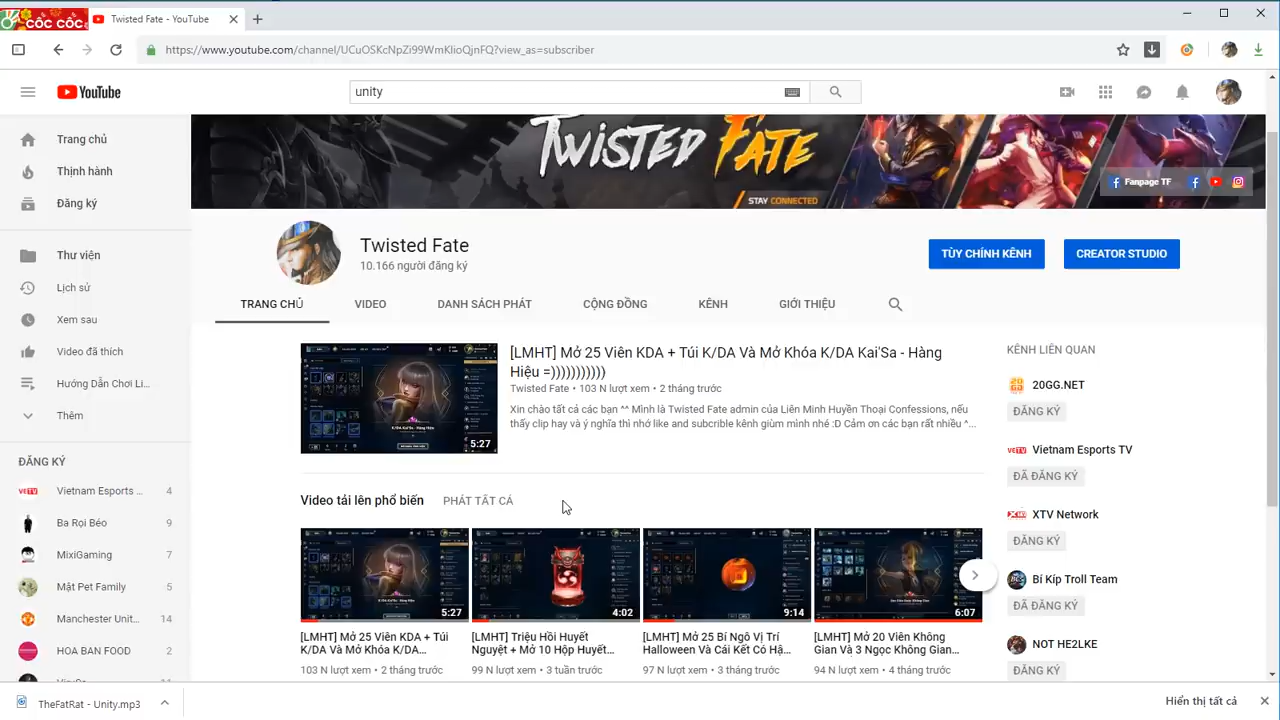 CỐC CỐC
Twisted Fate - YouTube
https://www.youtube.com/channel/UCuOSKcNpZi99WmKIioQjnFQ?view_as=subscriber
YouTube
unity
Trang chủ
Thịnh hành
Đăng ký
Thư viện
Lịch sử
Xem sau
Video đã thích
Hướng Dẫn Chơi Li...
Thêm
ĐĂNG KÝ
Vietnam Esports ... 4
Ba Rọi Béo 9
MixiGaming 7
Mật Pet Family 5
Manchester Unit... 14
HOA BAN FOOD 2
TWISTED FATE
STAY CONNECTED
Fanpage TF
Twisted Fate
10.166 người đăng ký
TÙY CHỈNH KÊNH
CREATOR STUDIO
TRANG CHỦ
VIDEO
DANH SÁCH PHÁT
CỘNG ĐỒNG
KÊNH
GIỚI THIỆU
5:27
[LMHT] Mở 25 Viên KDA + Túi K/DA Và Mở Khóa K/DA Kai'Sa - Hàng
Hiệu =)))))))))))
Twisted Fate • 103 N lượt xem • 2 tháng trước
Xin chào tất cả các bạn ^^ Mình là Twisted Fate admin của Liên Minh Huyền Thoại Confessions, nếu
thấy clip hay và ý nghĩa thì nhớ like and subcrible kênh giùm mình nhé :D Cảm ơn các bạn rất nhiều ^...
Video tải lên phổ biến PHÁT TẤT CẢ
5:27
[LMHT] Mở 25 Viên KDA + Túi
K/DA Và Mở Khóa K/DA...
103 N lượt xem • 2 tháng trước
4:02
[LMHT] Triệu Hồi Huyết
Nguyệt + Mở 10 Hộp Huyết...
99 N lượt xem • 3 tuần trước
9:14
[LMHT] Mở 25 Bí Ngô Vị Trí
Halloween Và Cái Kết Có Hậ...
97 N lượt xem • 3 tháng trước
6:07
[LMHT] Mở 20 Viên Không
Gian Và 3 Ngọc Không Gian...
94 N lượt xem • 4 tháng trước
KÊNH LIÊN QUAN
20GG.NET
ĐĂNG KÝ
Vietnam Esports TV
ĐÃ ĐĂNG KÝ
XTV Network
ĐĂNG KÝ
Bí Kíp Troll Team
ĐĂNG KÝ
NOT HE2LKE
ĐĂNG KÝ
TheFatRat - Unity.mp3
Hiển thị tất cả